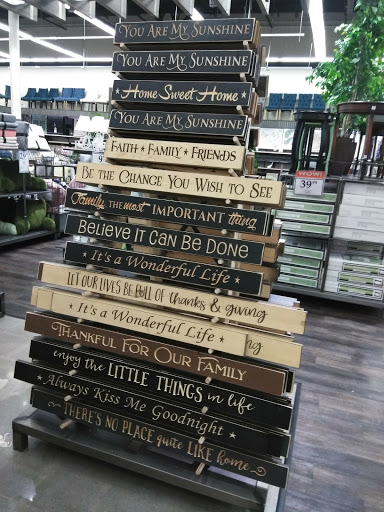 You Are My Sunshine
You Are My Sunshine
Home Sweet Home
You Are My Sunshine
Faith ★ Family ★ Friends
Be the Change You Wish to See
Family the most IMPORTANT thing
Believe it Can Be Done
★ It's a Wonderful Life ★
LET OUR LIVES BE full OF thanks & giving
★ It's a Wonderful Life ★
ng
Thankful For Our Family
enjoy the LITTLE THINGS in life
★ Always Kiss Me Goodnight ★
THERE'S NO PLACE quite LIKE home
WOW!
39.99